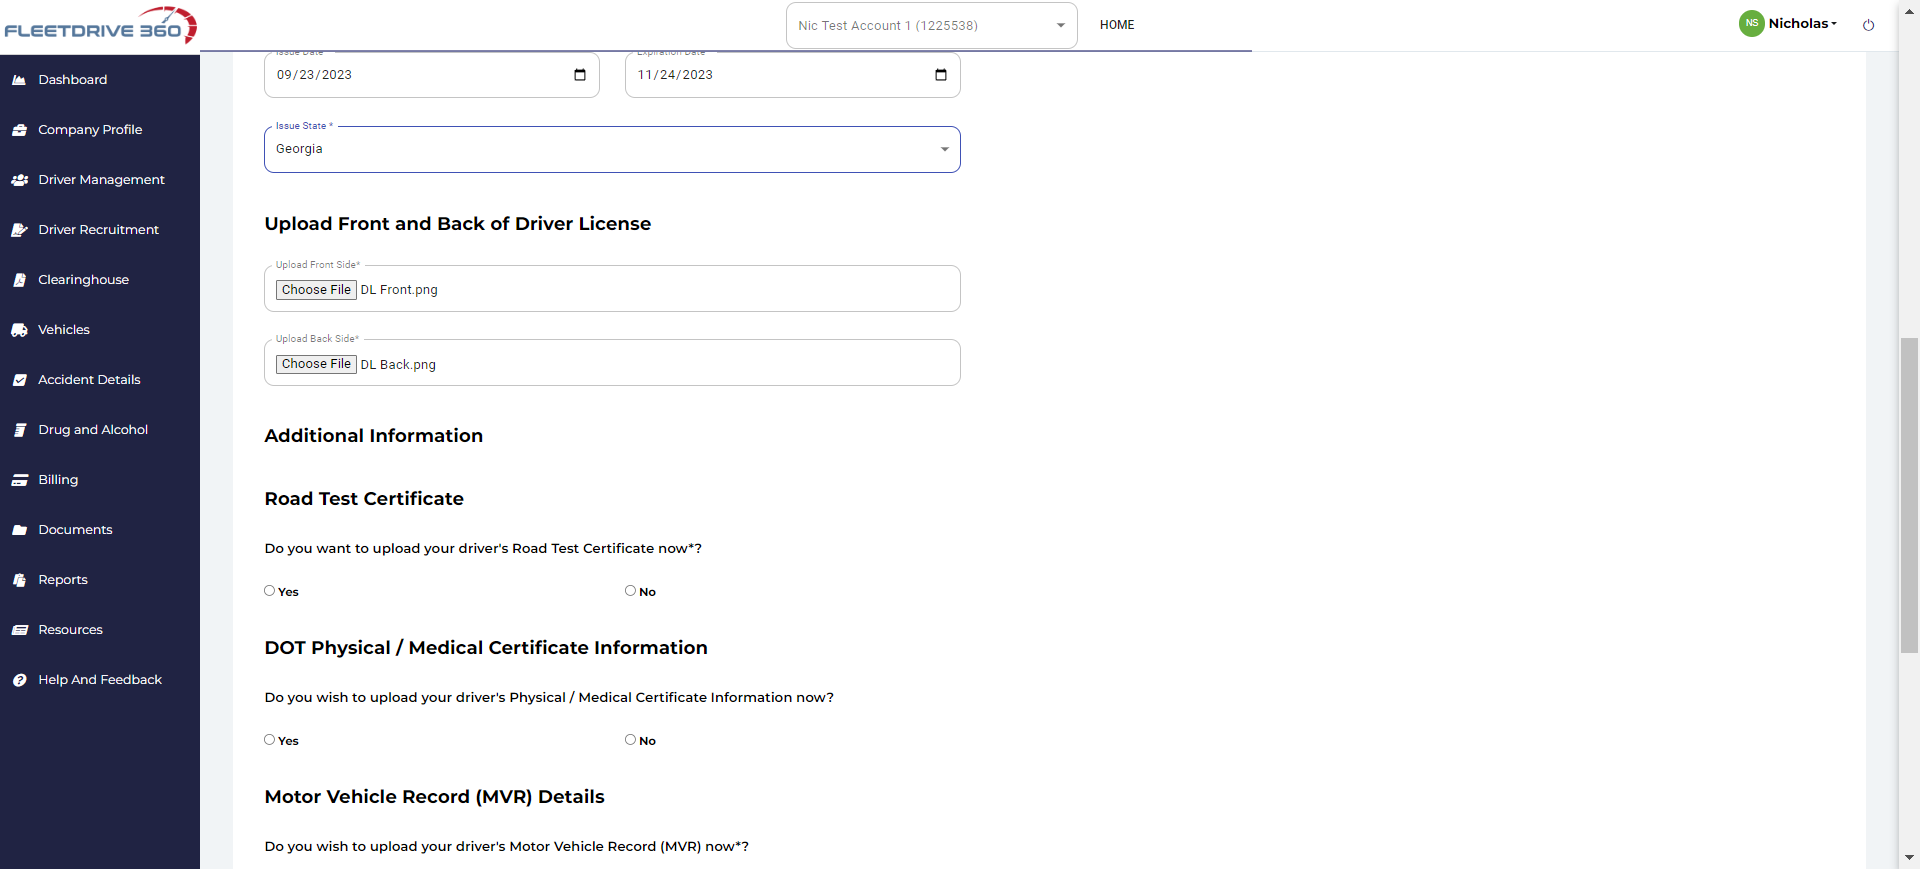 FLEETDRIVE 360
Nic Test Account 1 (1225538)
HOME
NS
Nicholas
Dashboard
Company Profile
Driver Management
Driver Recruitment
Clearinghouse
Vehicles
Accident Details
Drug and Alcohol
Billing
Documents
Reports
Resources
Help And Feedback
Issue Date
Expiration Date
09/23/2023
11/24/2023
Issue State *
Georgia
Upload Front and Back of Driver License
Upload Front Side*
Choose File DL Front.png
Upload Back Side*
Choose File DL Back.png
Additional Information
Road Test Certificate
Do you want to upload your driver's Road Test Certificate now*?
Yes
No
DOT Physical / Medical Certificate Information
Do you wish to upload your driver's Physical / Medical Certificate Information now?
Yes
No
Motor Vehicle Record (MVR) Details
Do you wish to upload your driver's Motor Vehicle Record (MVR) now*?